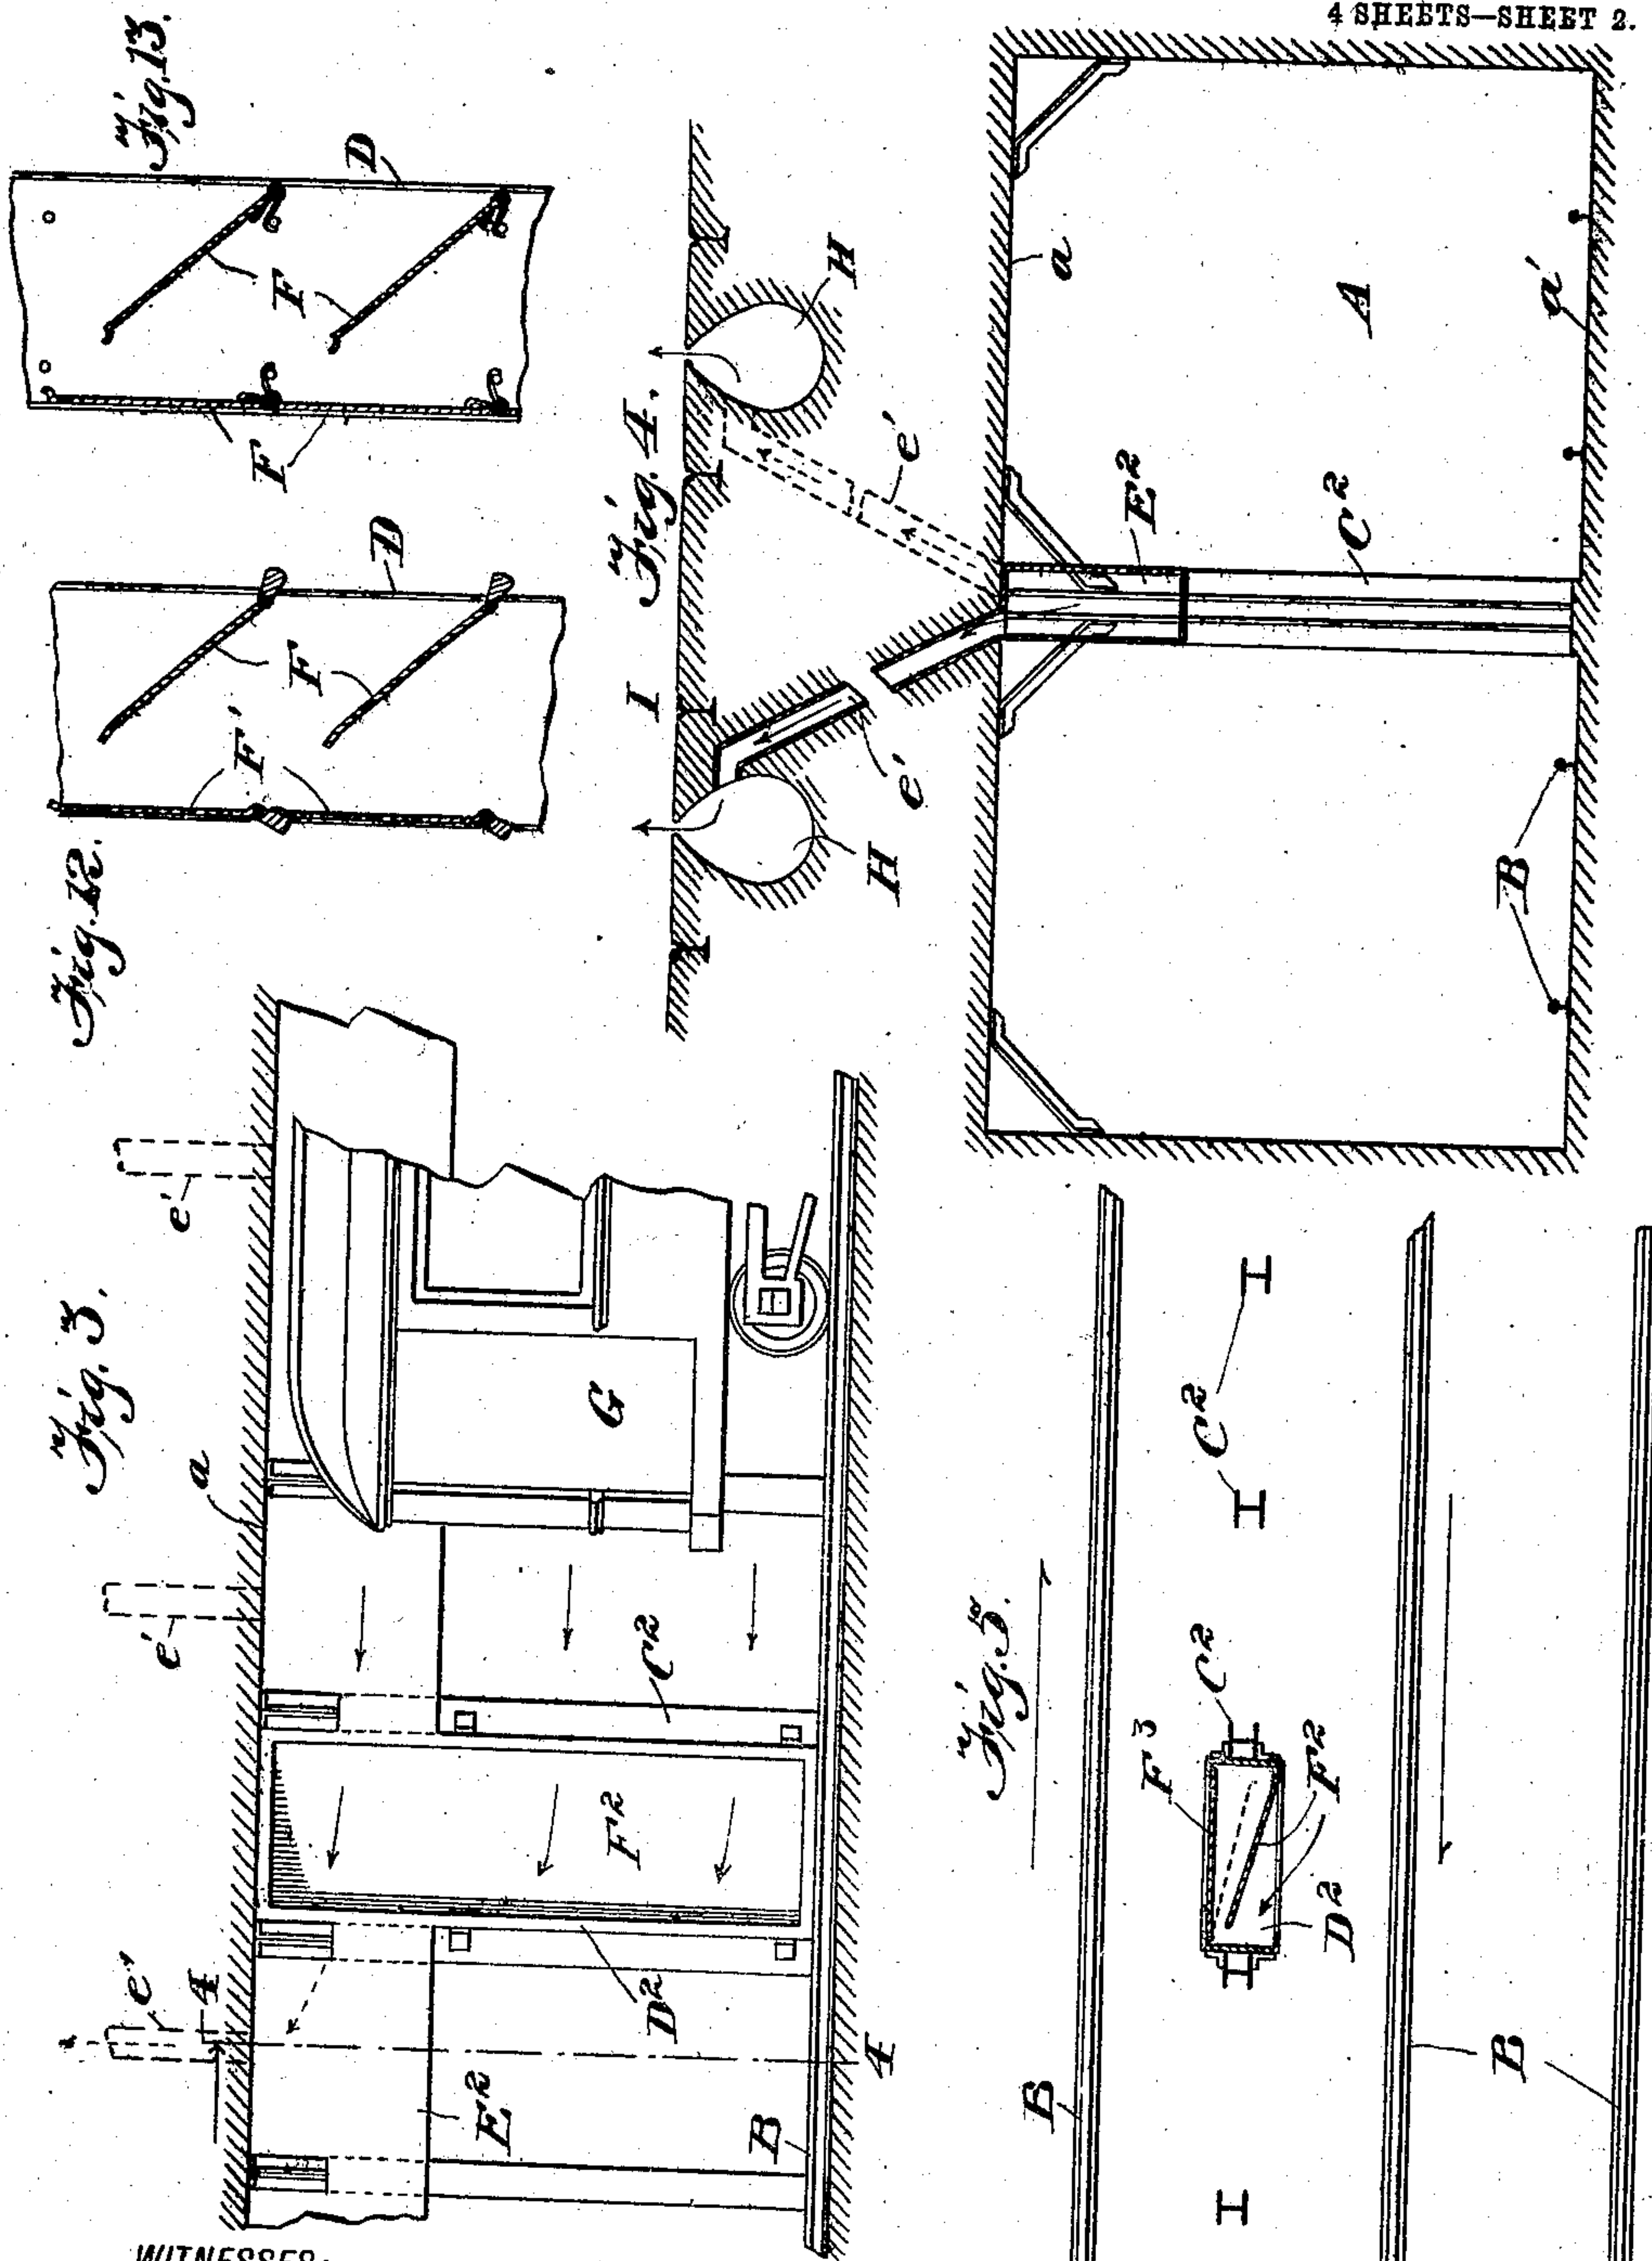 4 SHEETS—SHEET 2.
Fig. 13.
D
F
F
Fig. 12.
D
F
F'
Fig. 4.
I
H
H
e'
e'
a
A
a'
E²
C²
B
Fig. 3.
a
e'
e'
e'
4
G
C²
F²
D²
E²
B
4
Fig. 5.
C²
C²
F³
F²
D²
B
B
WITNESSES: